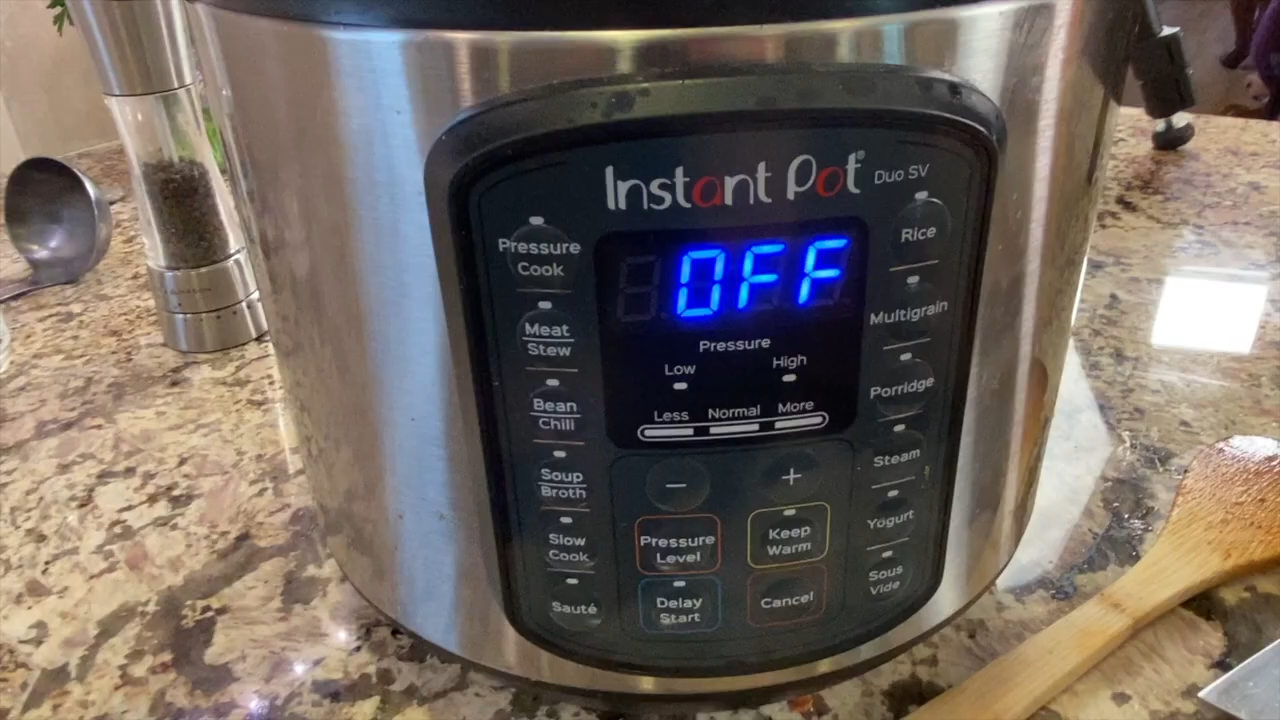 Instant Pot® Duo SV
OFF
Pressure
Low High
Less Normal More
Pressure
Cook
Meat
Stew
Bean
Chili
Soup
Broth
Slow
Cook
Sauté
−
+
Pressure
Level
Keep
Warm
Delay
Start
Cancel
Rice
Multigrain
Porridge
Steam
Yogurt
Sous
Vide